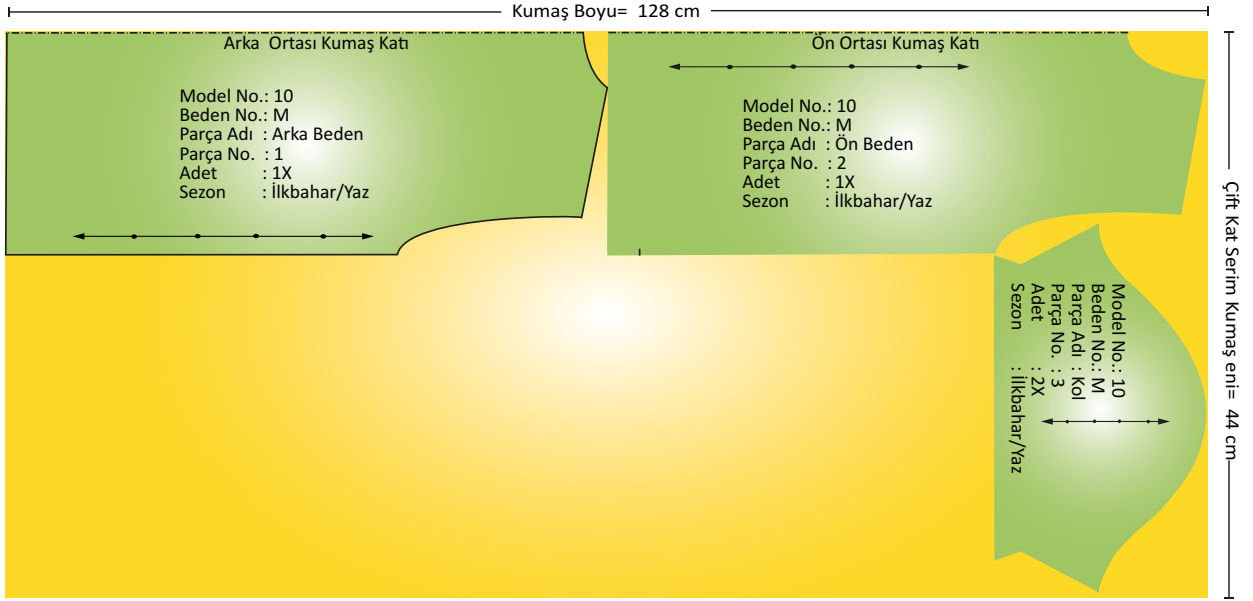 Kumaş Boyu= 128 cm
Arka Ortası Kumaş Katı
Model No.: 10
Beden No.: M
Parça Adı : Arka Beden
Parça No. : 1
Adet : 1X
Sezon : İlkbahar/Yaz
Ön Ortası Kumaş Katı
Model No.: 10
Beden No.: M
Parça Adı : Ön Beden
Parça No. : 2
Adet : 1X
Sezon : İlkbahar/Yaz
Model No.: 10
Beden No.: M
Parça Adı : Kol
Parça No. : 3
Adet : 2X
Sezon : İlkbahar/Yaz
Çift Kat Serim Kumaş eni= 44 cm